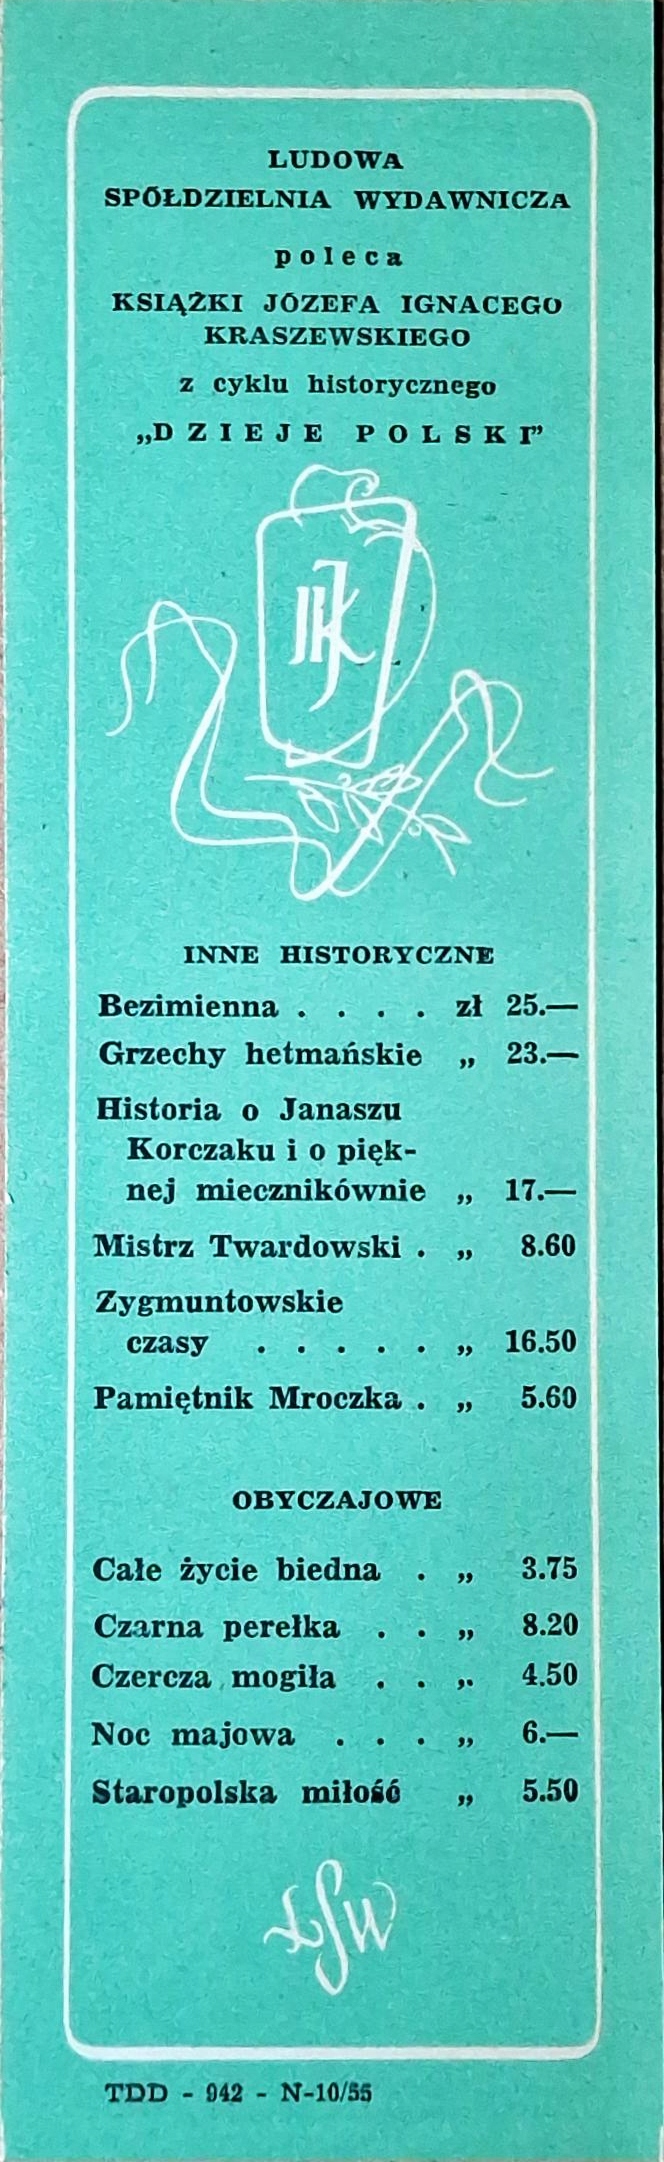 LUDOWA
SPÓŁDZIELNIA WYDAWNICZA
poleca
KSIĄŻKI JÓZEFA IGNACEGO
KRASZEWSKIEGO
z cyklu historycznego
„DZIEJE POLSKI”
JIK
INNE HISTORYCZNE
Bezimienna . . . . zł 25.—
Grzechy hetmańskie „ 23.—
Historia o Janaszu
Korczaku i o pięk-
nej miecznikównie „ 17.—
Mistrz Twardowski . „ 8.60
Zygmuntowskie
czasy . . . . . „ 16.50
Pamiętnik Mroczka . „ 5.60
OBYCZAJOWE
Całe życie biedna . „ 3.75
Czarna perełka . . „ 8.20
Czercza mogiła . . „ 4.50
Noc majowa . . . „ 6.—
Staropolska miłość „ 5.50
LSW
TDD - 942 - N-10/55